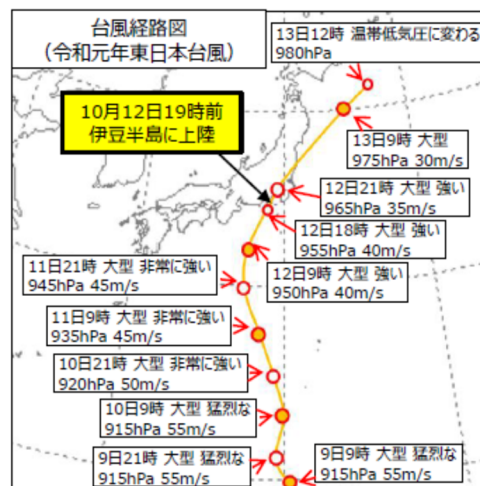 台風経路図
（令和元年東日本台風）
13日12時 温帯低気圧に変わる
980hPa
10月12日19時前
伊豆半島に上陸
13日9時 大型
975hPa 30m/s
12日21時 大型 強い
965hPa 35m/s
12日18時 大型 強い
955hPa 40m/s
11日21時 大型 非常に強い
945hPa 45m/s
12日9時 大型 強い
950hPa 40m/s
11日9時 大型 非常に強い
935hPa 45m/s
10日21時 大型 非常に強い
920hPa 50m/s
10日9時 大型 猛烈な
915hPa 55m/s
9日21時 大型 猛烈な
915hPa 55m/s
9日9時 大型 猛烈な
915hPa 55m/s